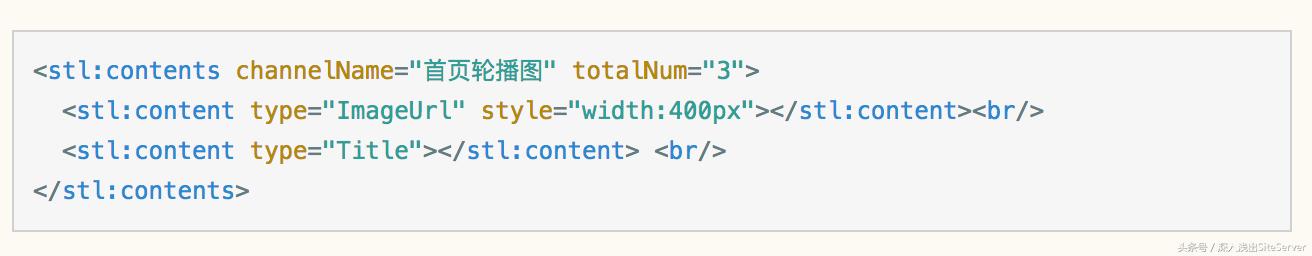 <stl:contents channelName="首页轮播图" totalNum="3">
<stl:content type="ImageUrl" style="width:400px"></stl:content><br/>
<stl:content type="Title"></stl:content> <br/>
</stl:contents>
头条号 / 深入浅出SiteServer